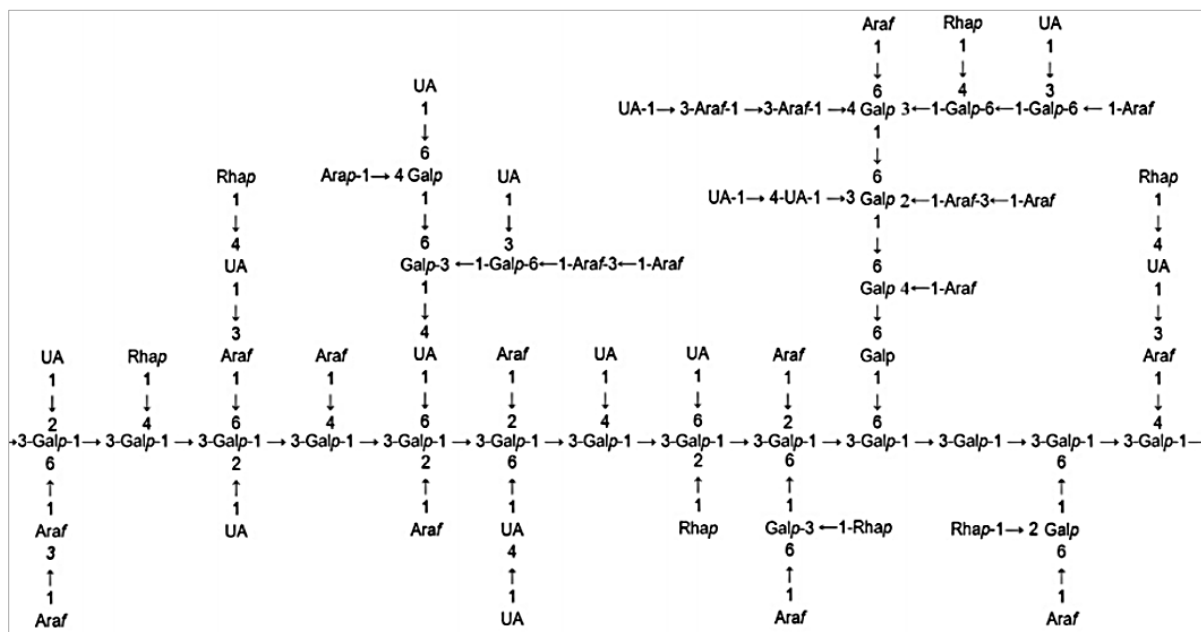 Araf Rhap UA
1 1 1
↓ ↓ ↓
UA 6 4 3
1 UA-1→ 3-Araf-1 →3-Araf-1→4 Galp 3←1-Galp-6←1-Galp-6 ← 1-Araf
↓ 1
6 ↓
Rhap Arap-1→ 4 Galp UA 6 Rhap
1 1 1 UA-1→ 4-UA-1 →3 Galp 2←1-Araf-3←1-Araf 1
↓ ↓ ↓ 1 ↓
4 6 3 ↓ 4
UA Galp-3 ←1-Galp-6←1-Araf-3←1-Araf 6 UA
1 1 Galp 4←1-Araf 1
↓ ↓ ↓ ↓
3 4 6 3
UA Rhap Araf Araf UA Araf UA UA Araf Galp Araf
1 1 1 1 1 1 1 1 1 1 1
↓ ↓ ↓ ↓ ↓ ↓ ↓ ↓ ↓ ↓ ↓
2 4 6 4 6 2 4 6 2 6 4
→3-Galp-1→ 3-Galp-1 → 3-Galp-1→ 3-Galp-1 → 3-Galp-1→ 3-Galp-1→ 3-Galp-1→ 3-Galp-1→ 3-Galp-1→ 3-Galp-1 → 3-Galp-1→ 3-Galp-1→ 3-Galp-1→
6 2 2 6 2 6 6
↑ ↑ ↑ ↑ ↑ ↑ ↑
1 1 1 1 1 1 1
Araf UA Araf UA Rhap Galp-3 ←1-Rhap Rhap-1→ 2 Galp
3 4 6 6
↑ ↑ ↑ ↑
1 1 1 1
Araf UA Araf Araf